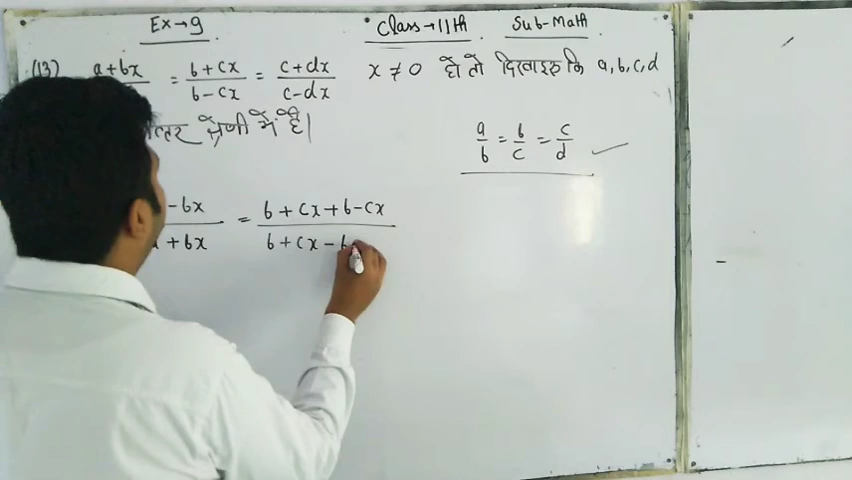 Ex→9
Class→11th
Sub-Math
(13) a+bx = b+cx / b-cx = c+dx / c-dx x ≠ 0 हो तो दिखाइए कि a, b, c, d
श्रेणी में है।
a/b = b/c = c/d
-bx / +bx = b+cx+b-cx / b+cx-b